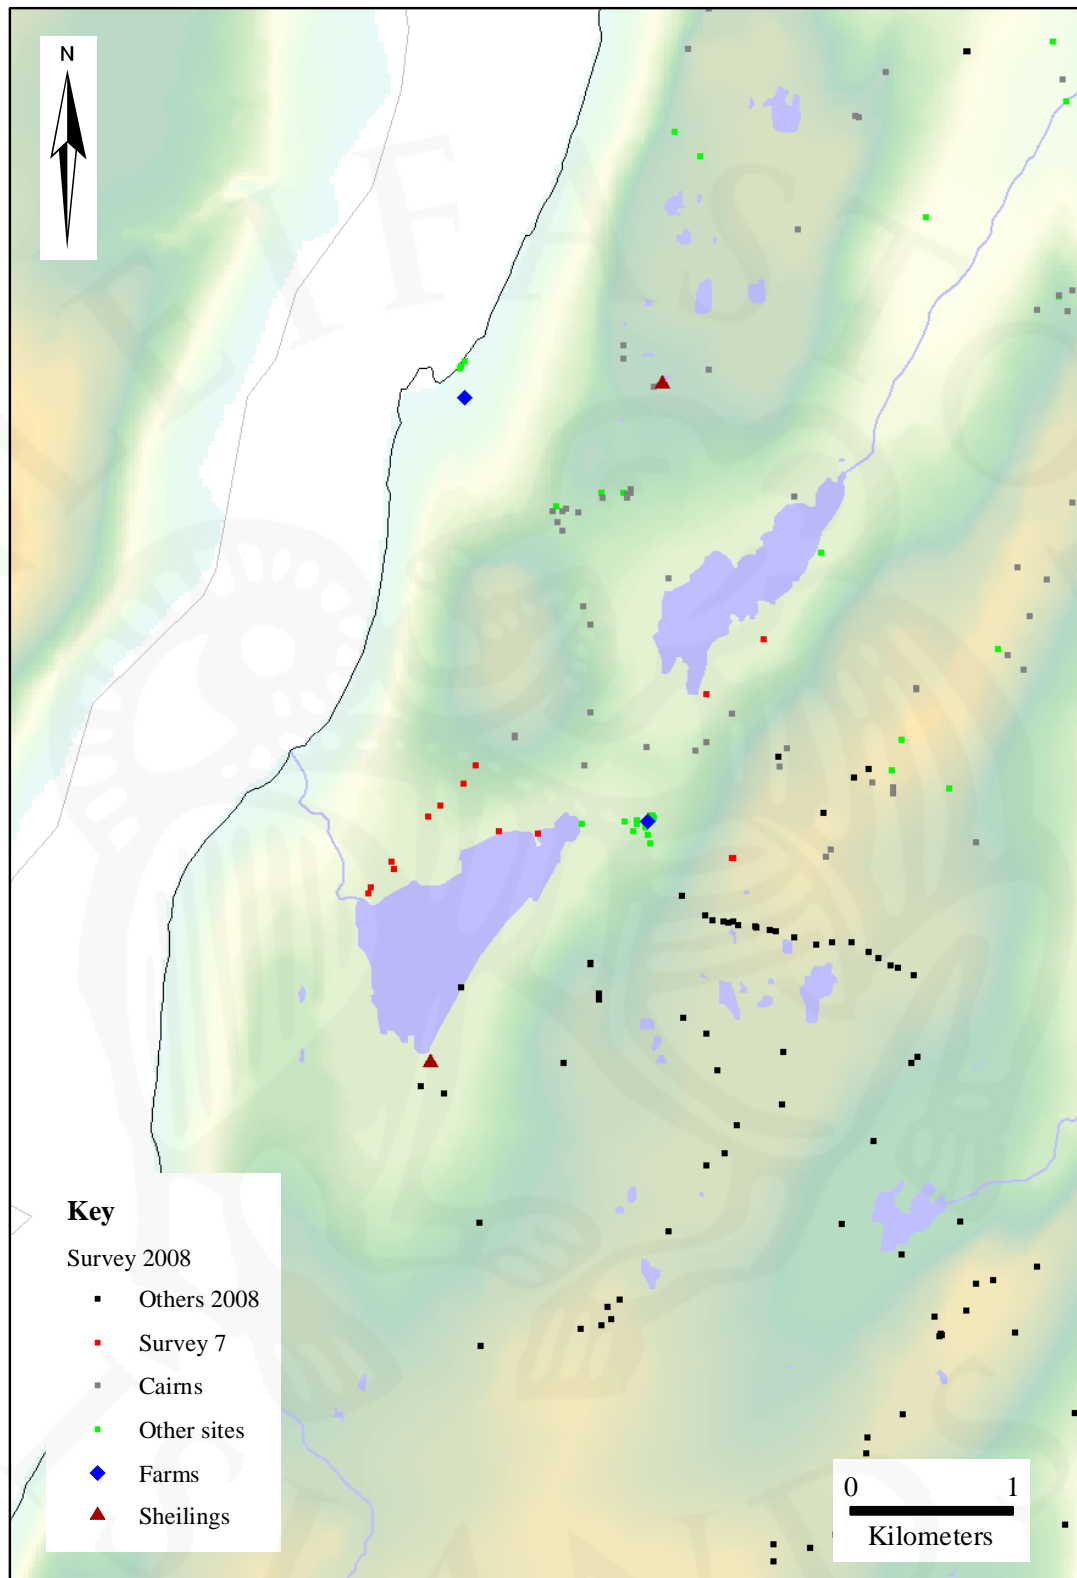 N
Key
Survey 2008
Others 2008
Survey 7
Cairns
Other sites
Farms
Sheilings
0 1
Kilometers